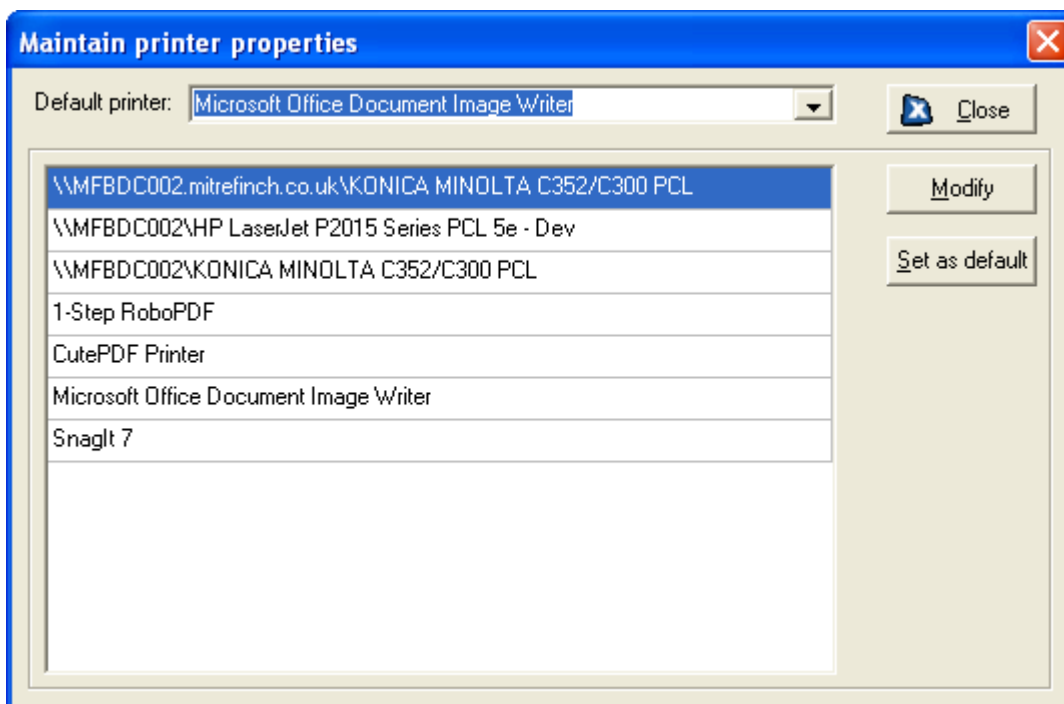 Maintain printer properties
Default printer: Microsoft Office Document Image Writer
Close
\\MFBDC002.mitrefinch.co.uk\KONICA MINOLTA C352/C300 PCL
Modify
\\MFBDC002\HP LaserJet P2015 Series PCL 5e - Dev
\\MFBDC002\KONICA MINOLTA C352/C300 PCL
Set as default
1-Step RoboPDF
CutePDF Printer
Microsoft Office Document Image Writer
SnagIt 7